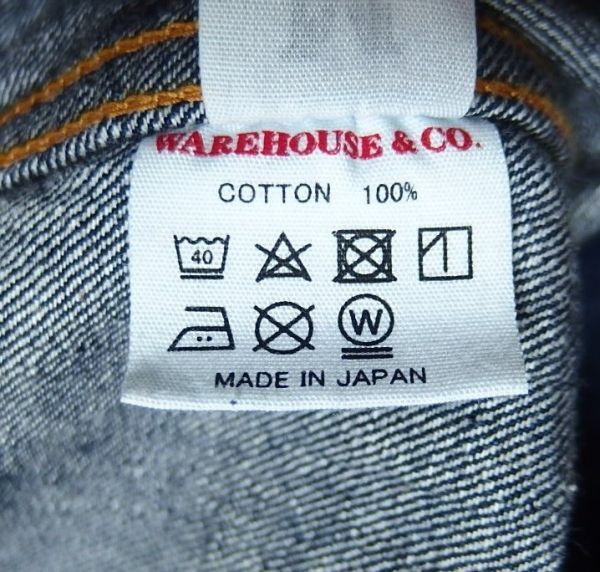 WAREHOUSE & CO.
COTTON 100%
40
W
MADE IN JAPAN